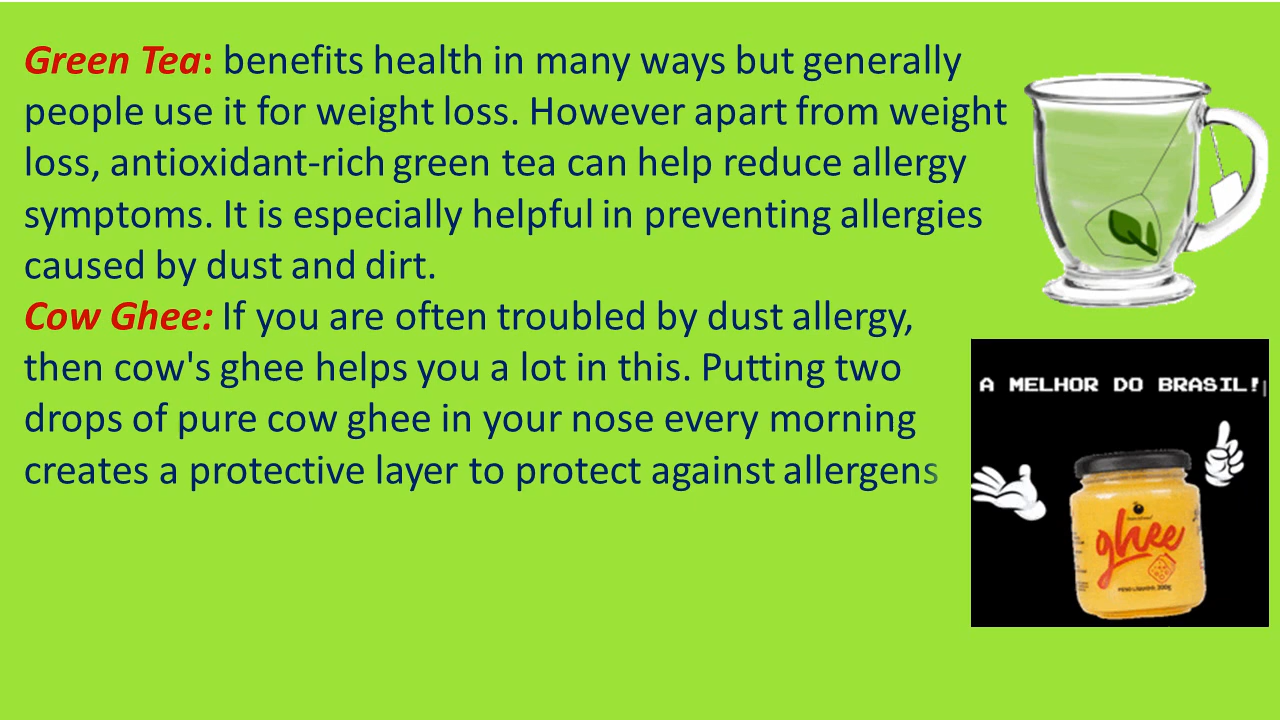 Green Tea: benefits health in many ways but generally
people use it for weight loss. However apart from weight
loss, antioxidant-rich green tea can help reduce allergy
symptoms. It is especially helpful in preventing allergies
caused by dust and dirt.
Cow Ghee: If you are often troubled by dust allergy,
then cow's ghee helps you a lot in this. Putting two
drops of pure cow ghee in your nose every morning
creates a protective layer to protect against allergens
A MELHOR DO BRASIL!
ghee